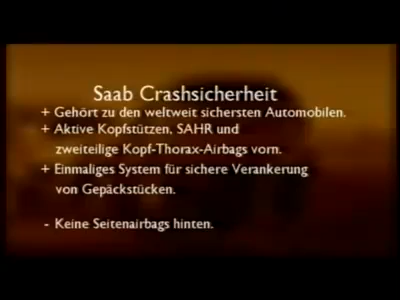 Saab Crashsicherheit
+ Gehört zu den weltweit sichersten Automobilen.
+ Aktive Kopfstützen, SAHR und
zweiteilige Kopf-Thorax-Airbags vorn.
+ Einmaliges System für sichere Verankerung
von Gepäckstücken.
- Keine Seitenairbags hinten.